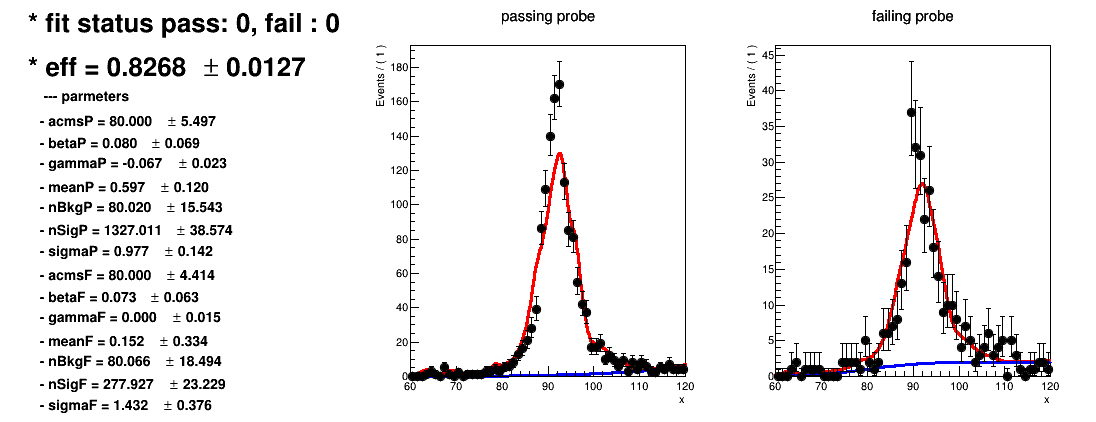 * fit status pass: 0, fail : 0
* eff = 0.8268 ± 0.0127
--- parmeters
- acmsP = 80.000 ± 5.497
- betaP = 0.080 ± 0.069
- gammaP = -0.067 ± 0.023
- meanP = 0.597 ± 0.120
- nBkgP = 80.020 ± 15.543
- nSigP = 1327.011 ± 38.574
- sigmaP = 0.977 ± 0.142
- acmsF = 80.000 ± 4.414
- betaF = 0.073 ± 0.063
- gammaF = 0.000 ± 0.015
- meanF = 0.152 ± 0.334
- nBkgF = 80.066 ± 18.494
- nSigF = 277.927 ± 23.229
- sigmaF = 1.432 ± 0.376
passing probe
Events / ( 1 )
180
160
140
120
100
80
60
40
20
0
60 70 80 90 100 110 120
x
failing probe
Events / ( 1 )
45
40
35
30
25
20
15
10
5
0
60 70 80 90 100 110 120
x